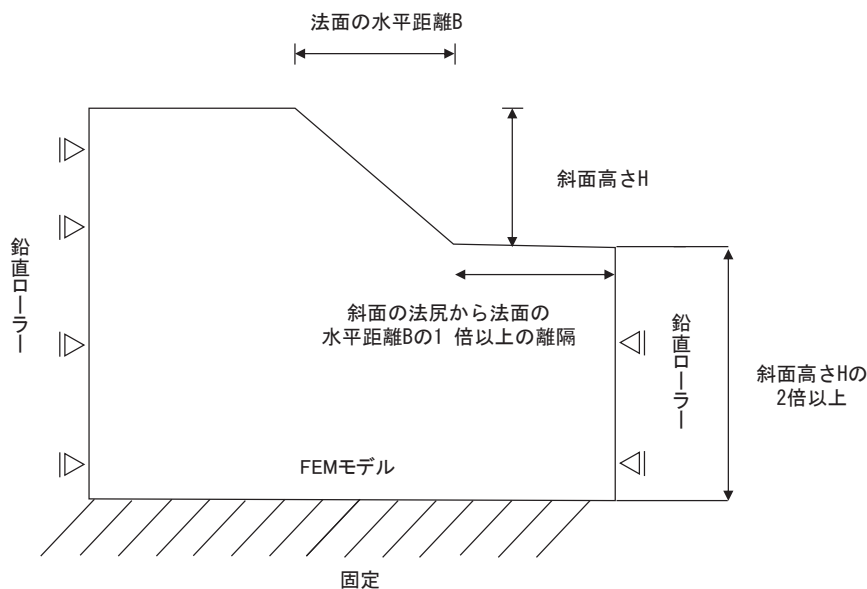 法面の水平距離B
斜面高さH
鉛直ローラー
斜面の法尻から法面の
水平距離Bの1 倍以上の離隔
鉛直ローラー
斜面高さHの
2倍以上
FEMモデル
固定